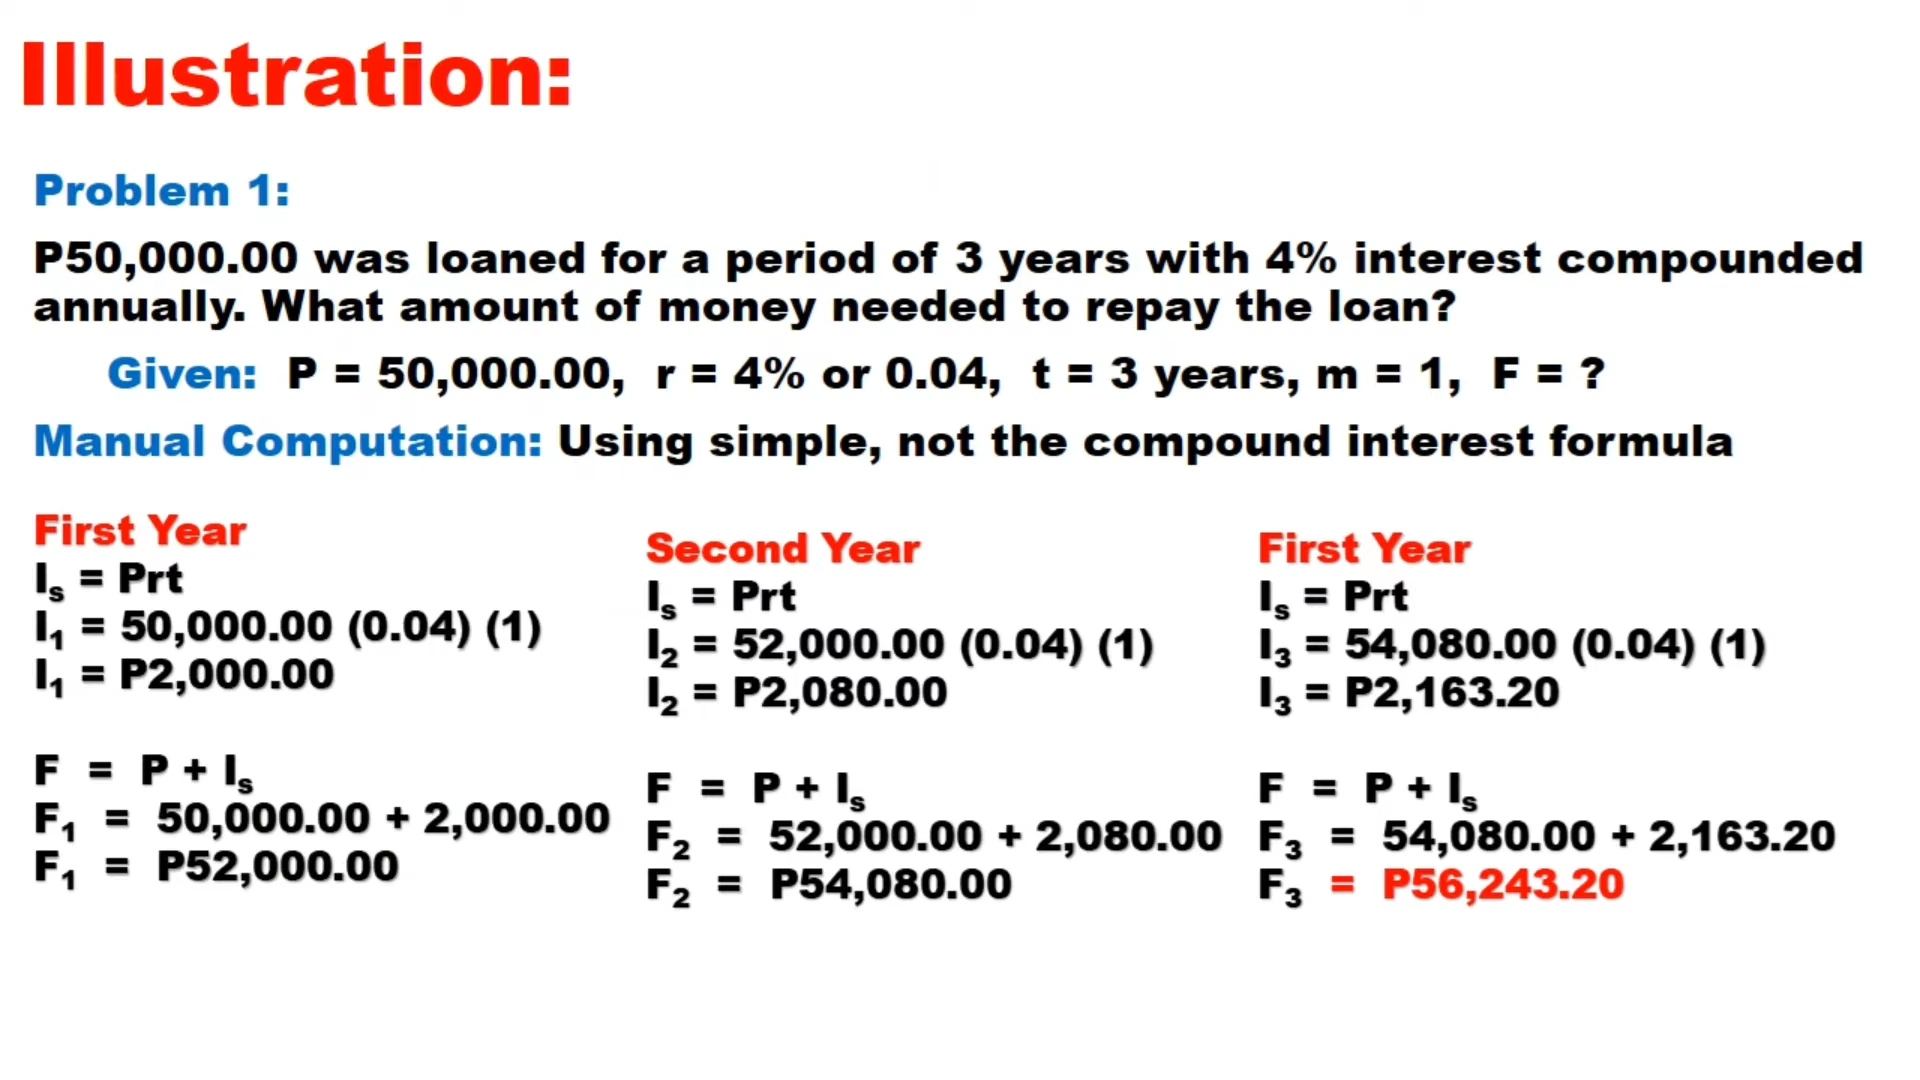 Illustration:
Problem 1:
P50,000.00 was loaned for a period of 3 years with 4% interest compounded
annually. What amount of money needed to repay the loan?
Given: P = 50,000.00, r = 4% or 0.04, t = 3 years, m = 1, F = ?
Manual Computation: Using simple, not the compound interest formula
First Year
Iₛ = Prt
I₁ = 50,000.00 (0.04) (1)
I₁ = P2,000.00
F = P + Iₛ
F₁ = 50,000.00 + 2,000.00
F₁ = P52,000.00
Second Year
Iₛ = Prt
I₂ = 52,000.00 (0.04) (1)
I₂ = P2,080.00
F = P + Iₛ
F₂ = 52,000.00 + 2,080.00
F₂ = P54,080.00
First Year
Iₛ = Prt
I₃ = 54,080.00 (0.04) (1)
I₃ = P2,163.20
F = P + Iₛ
F₃ = 54,080.00 + 2,163.20
F₃ = P56,243.20